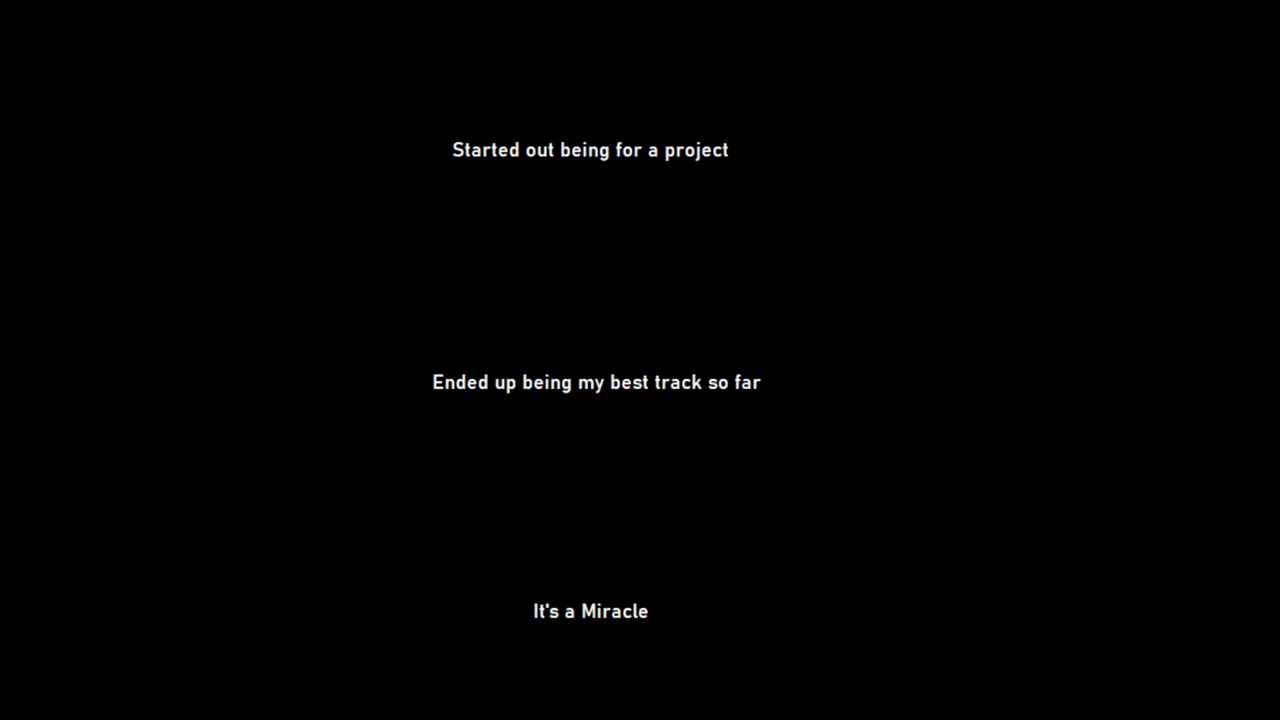 Started out being for a project
Ended up being my best track so far
It's a Miracle